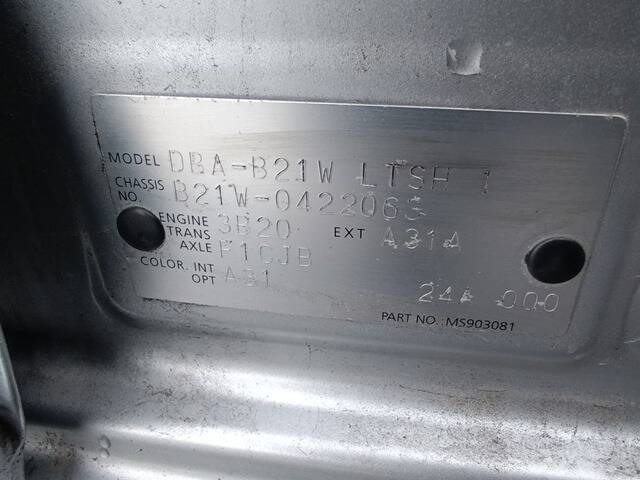 MODEL DBA-B21W LTSH 1
CHASSIS NO. B21W-0422063
ENGINE 3B20 EXT A31A
TRANS AXLE F1CJB
COLOR. INT A31
OPT 24A 000
PART NO.:MS903081